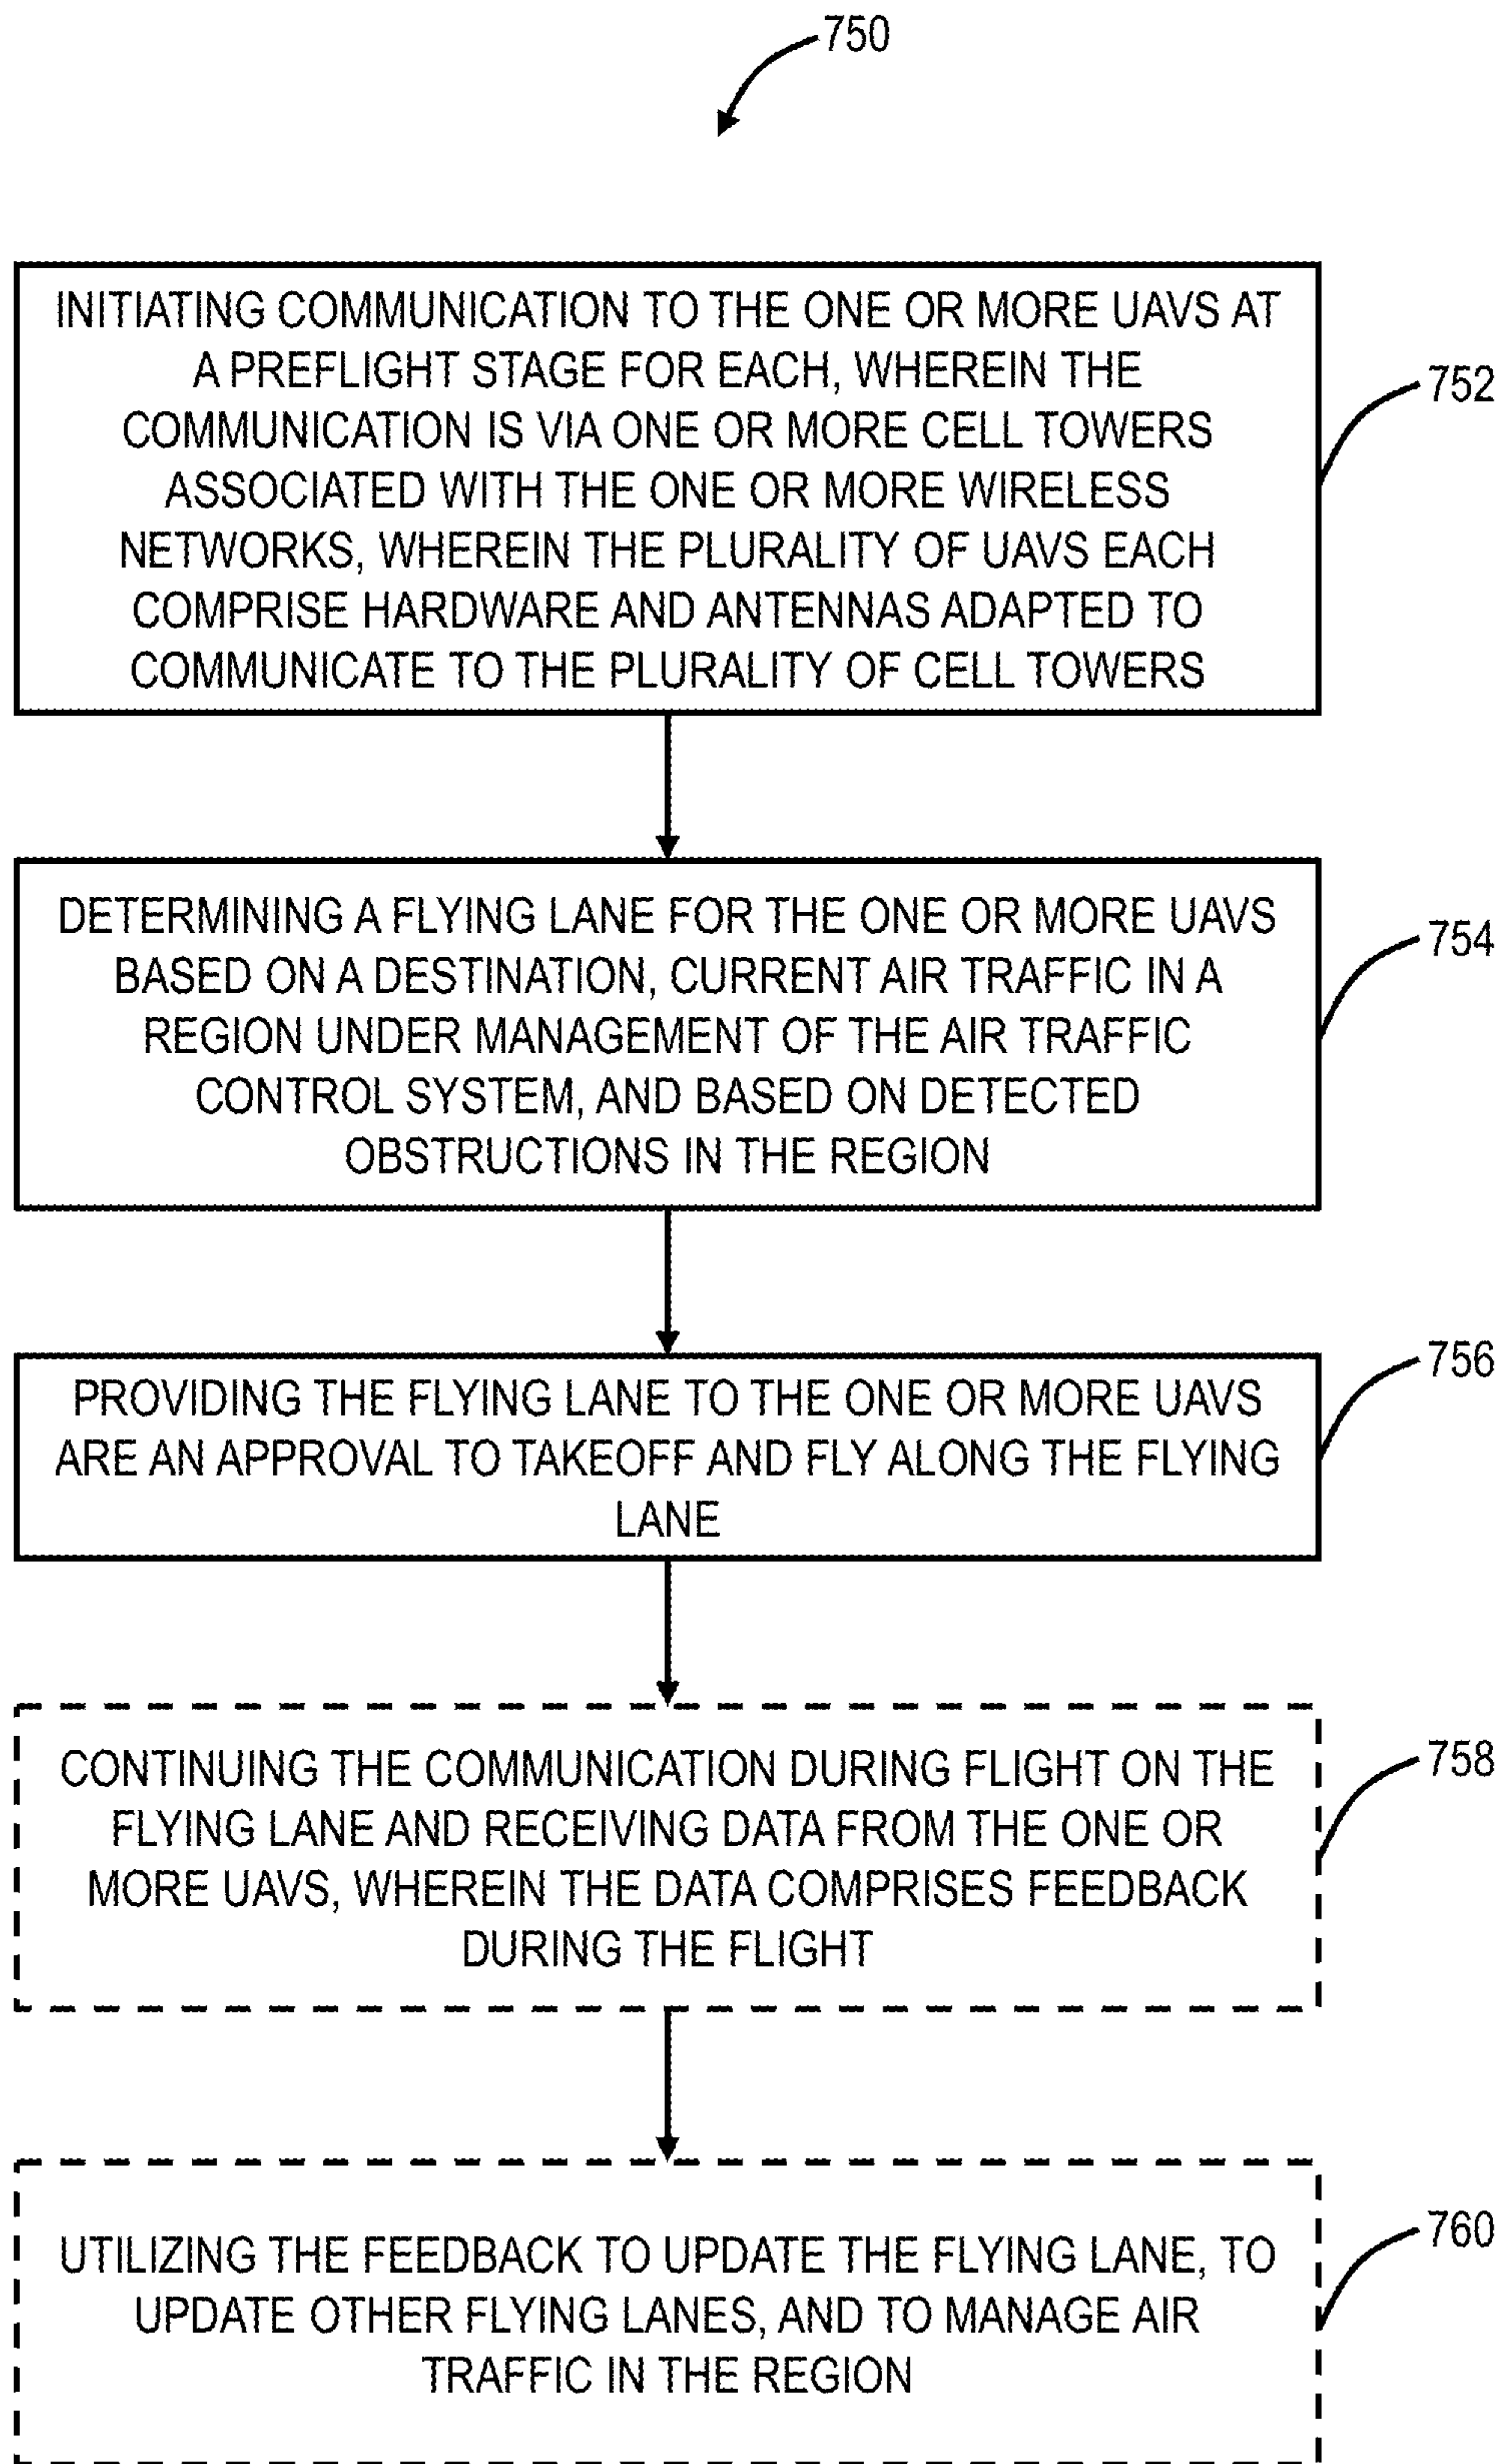 750
INITIATING COMMUNICATION TO THE ONE OR MORE UAVS AT
A PREFLIGHT STAGE FOR EACH, WHEREIN THE
COMMUNICATION IS VIA ONE OR MORE CELL TOWERS
ASSOCIATED WITH THE ONE OR MORE WIRELESS
NETWORKS, WHEREIN THE PLURALITY OF UAVS EACH
COMPRISE HARDWARE AND ANTENNAS ADAPTED TO
COMMUNICATE TO THE PLURALITY OF CELL TOWERS
752
DETERMINING A FLYING LANE FOR THE ONE OR MORE UAVS
BASED ON A DESTINATION, CURRENT AIR TRAFFIC IN A
REGION UNDER MANAGEMENT OF THE AIR TRAFFIC
CONTROL SYSTEM, AND BASED ON DETECTED
OBSTRUCTIONS IN THE REGION
754
PROVIDING THE FLYING LANE TO THE ONE OR MORE UAVS
ARE AN APPROVAL TO TAKEOFF AND FLY ALONG THE FLYING
LANE
756
CONTINUING THE COMMUNICATION DURING FLIGHT ON THE
FLYING LANE AND RECEIVING DATA FROM THE ONE OR
MORE UAVS, WHEREIN THE DATA COMPRISES FEEDBACK
DURING THE FLIGHT
758
UTILIZING THE FEEDBACK TO UPDATE THE FLYING LANE, TO
UPDATE OTHER FLYING LANES, AND TO MANAGE AIR
TRAFFIC IN THE REGION
760